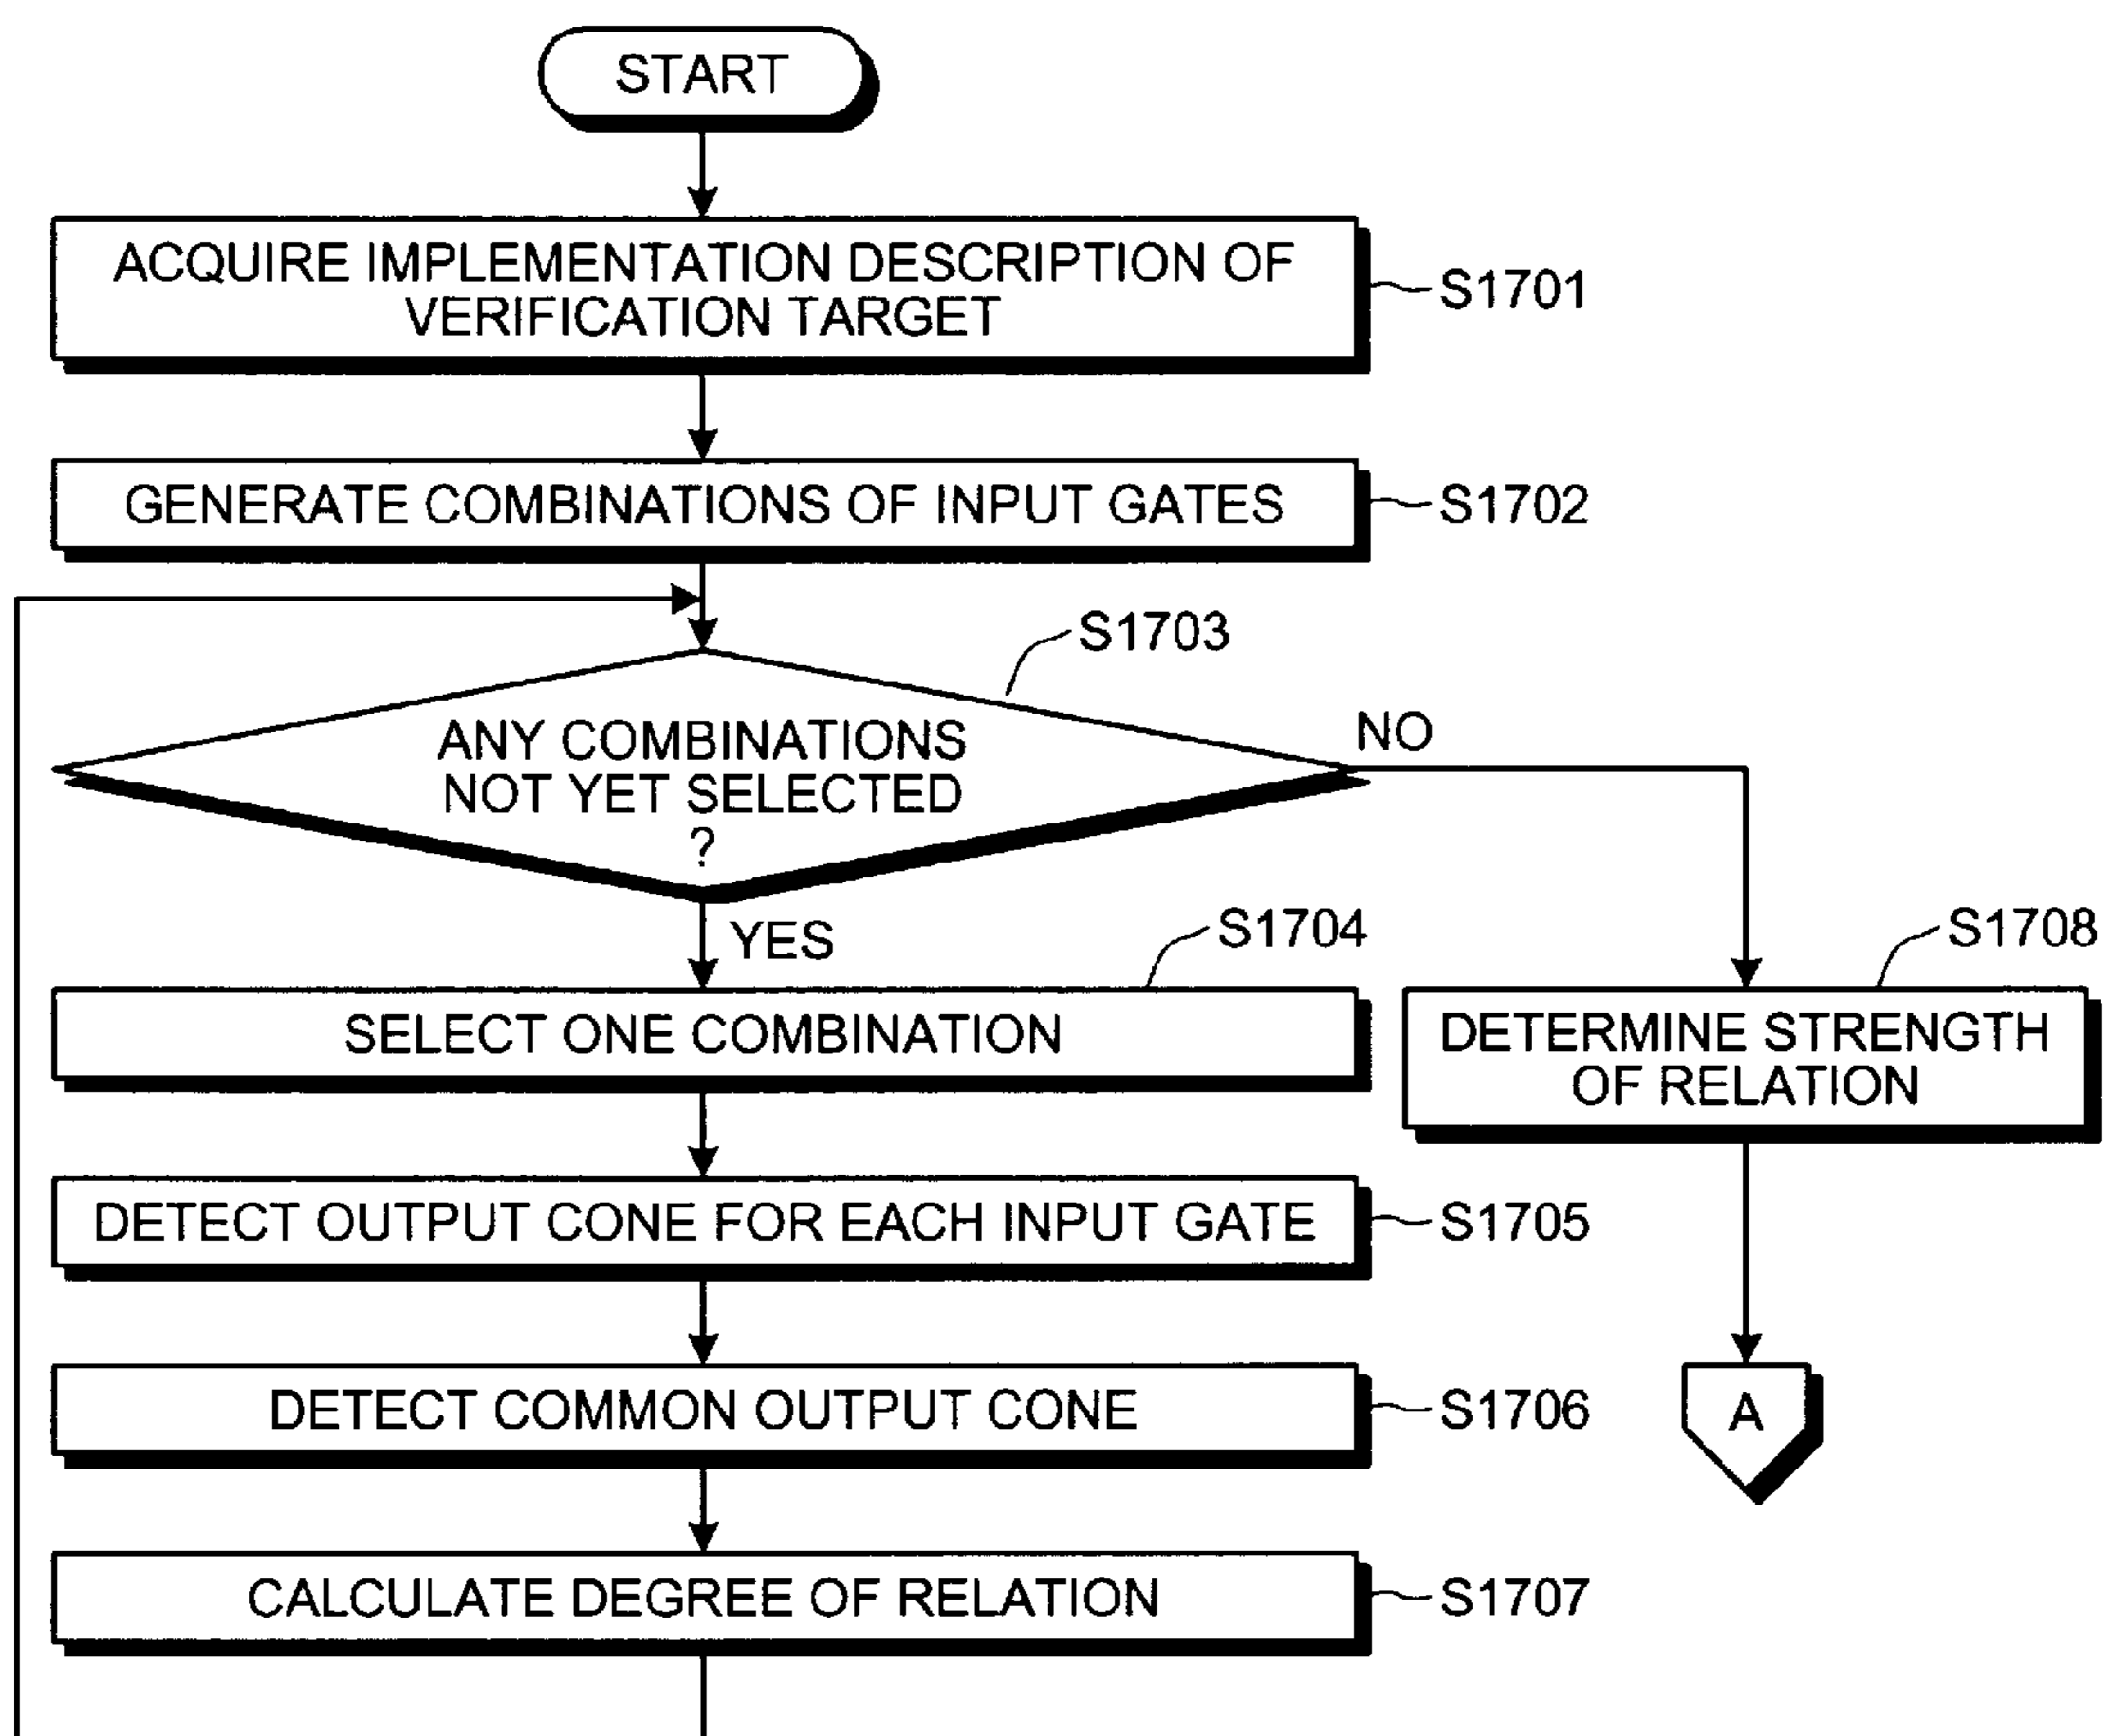 START
ACQUIRE IMPLEMENTATION DESCRIPTION OF
VERIFICATION TARGET
S1701
GENERATE COMBINATIONS OF INPUT GATES
S1702
S1703
ANY COMBINATIONS
NOT YET SELECTED
?
NO
YES
S1704
SELECT ONE COMBINATION
S1708
DETERMINE STRENGTH
OF RELATION
DETECT OUTPUT CONE FOR EACH INPUT GATE
S1705
DETECT COMMON OUTPUT CONE
S1706
A
CALCULATE DEGREE OF RELATION
S1707